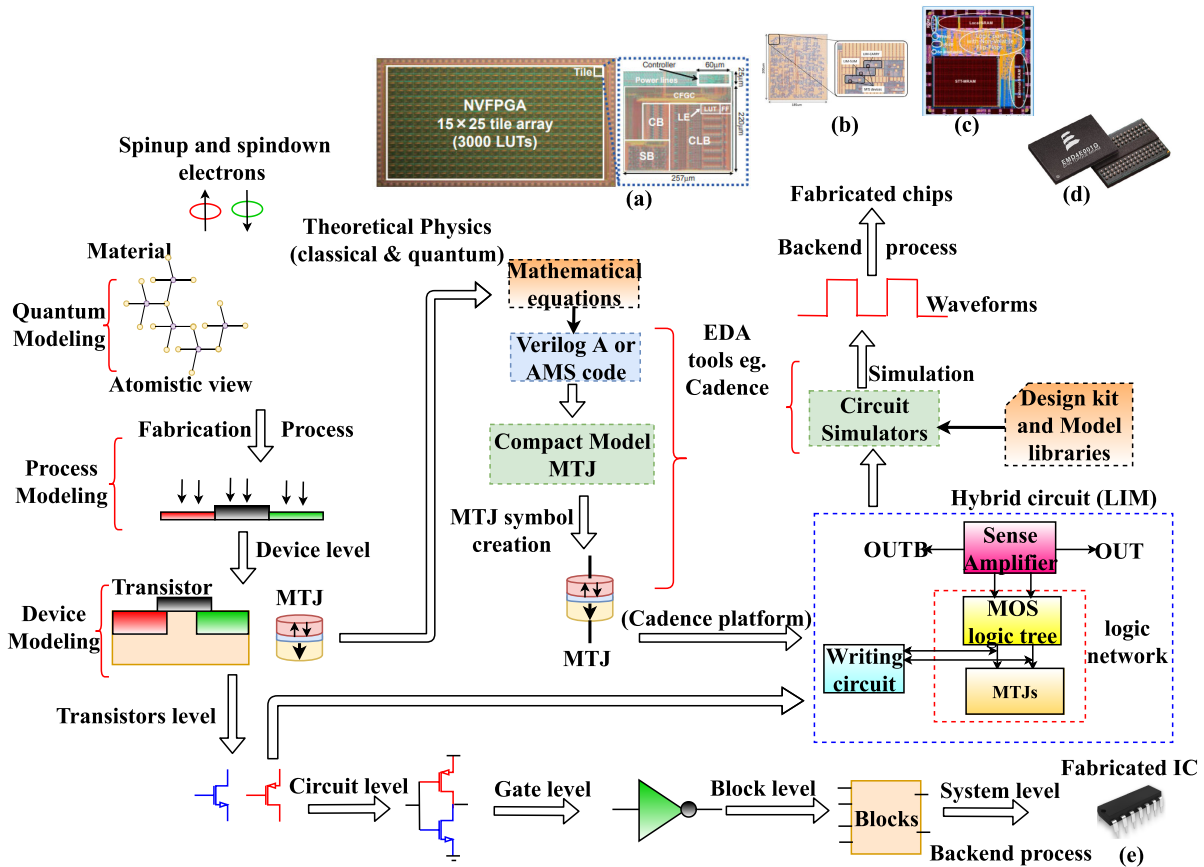 NVFPGA
15×25 tile array
(3000 LUTs)
Tile
Controller
60μm
25μm
Power lines
CFGC
CB
LE
LUT
FF
SB
CLB
220μm
257μm
(a)
(b)
STT-MRAM
(c)
EMD4E001D
(d)
Spinup and spindown
electrons
Material
Quantum
Modeling
Atomistic view
Fabrication
Process
Process
Modeling
Device level
Transistor
MTJ
Device
Modeling
Transistors level
Theoretical Physics
(classical & quantum)
Mathematical
equations
Verilog A or
AMS code
Compact Model
MTJ
MTJ symbol
creation
MTJ
EDA
tools eg.
Cadence
(Cadence platform)
Fabricated chips
Backend
process
Waveforms
Simulation
Circuit
Simulators
Design kit
and Model
libraries
Hybrid circuit (LIM)
OUTB
Sense
Amplifier
OUT
MOS
logic tree
logic
network
Writing
circuit
MTJs
Circuit level
Gate level
Block level
Blocks
System level
Backend process
Fabricated IC
(e)